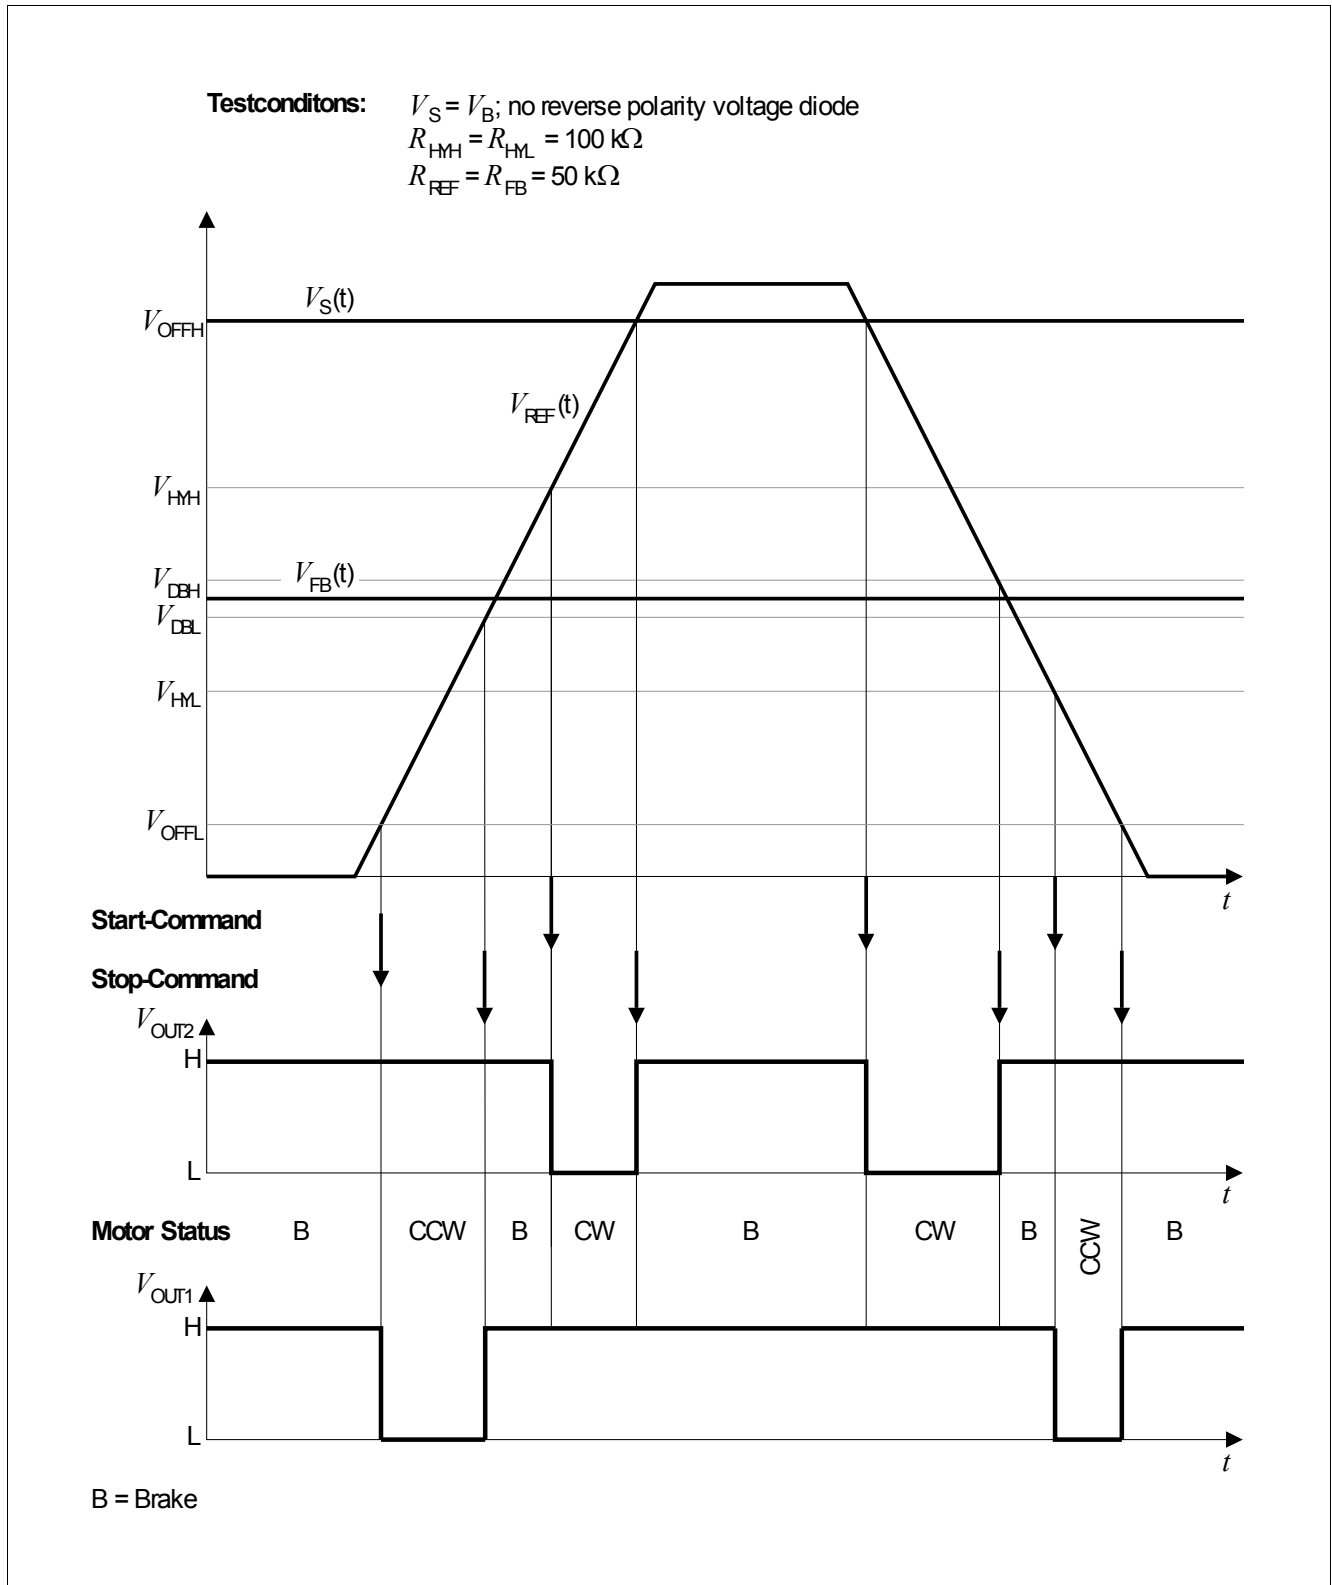 Testconditons: V_S = V_B; no reverse polarity voltage diode
R_HYH = R_HYL = 100 kΩ
R_REF = R_FB = 50 kΩ
V_S(t)
V_OFFH
V_REF(t)
V_HYH
V_DBH
V_FB(t)
V_DBL
V_HYL
V_OFFL
t
Start-Command
Stop-Command
V_OUT2
H
L
t
Motor Status B CCW B CW B CW B CCW B
V_OUT1
H
L
t
B = Brake